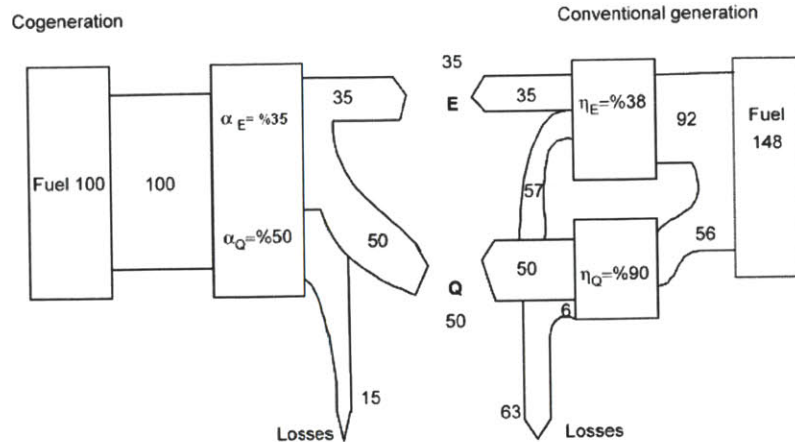 Cogeneration
Conventional generation
Fuel 100
100
α E= %35
αQ=%50
35
50
15
Losses
35
E
Q
50
35
57
50
6
63
Losses
ηE=%38
ηQ=%90
92
56
Fuel
148